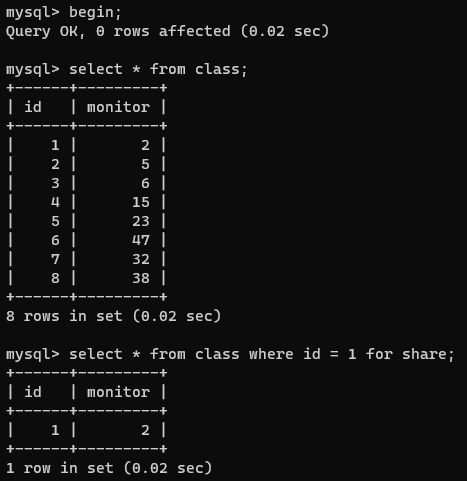 mysql> begin;
Query OK, 0 rows affected (0.02 sec)
mysql> select * from class;
+------+---------+
| id   | monitor |
+------+---------+
|    1 |       2 |
|    2 |       5 |
|    3 |       6 |
|    4 |      15 |
|    5 |      23 |
|    6 |      47 |
|    7 |      32 |
|    8 |      38 |
+------+---------+
8 rows in set (0.02 sec)
mysql> select * from class where id = 1 for share;
+------+---------+
| id   | monitor |
+------+---------+
|    1 |       2 |
+------+---------+
1 row in set (0.02 sec)